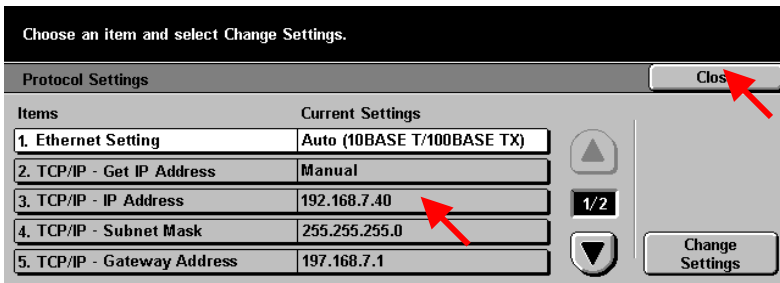 Choose an item and select Change Settings.
Protocol Settings
Clos
Items Current Settings
1. Ethernet Setting Auto (10BASE T/100BASE TX)
2. TCP/IP - Get IP Address Manual
3. TCP/IP - IP Address 192.168.7.40
1/2
4. TCP/IP - Subnet Mask 255.255.255.0
5. TCP/IP - Gateway Address 197.168.7.1
Change
Settings